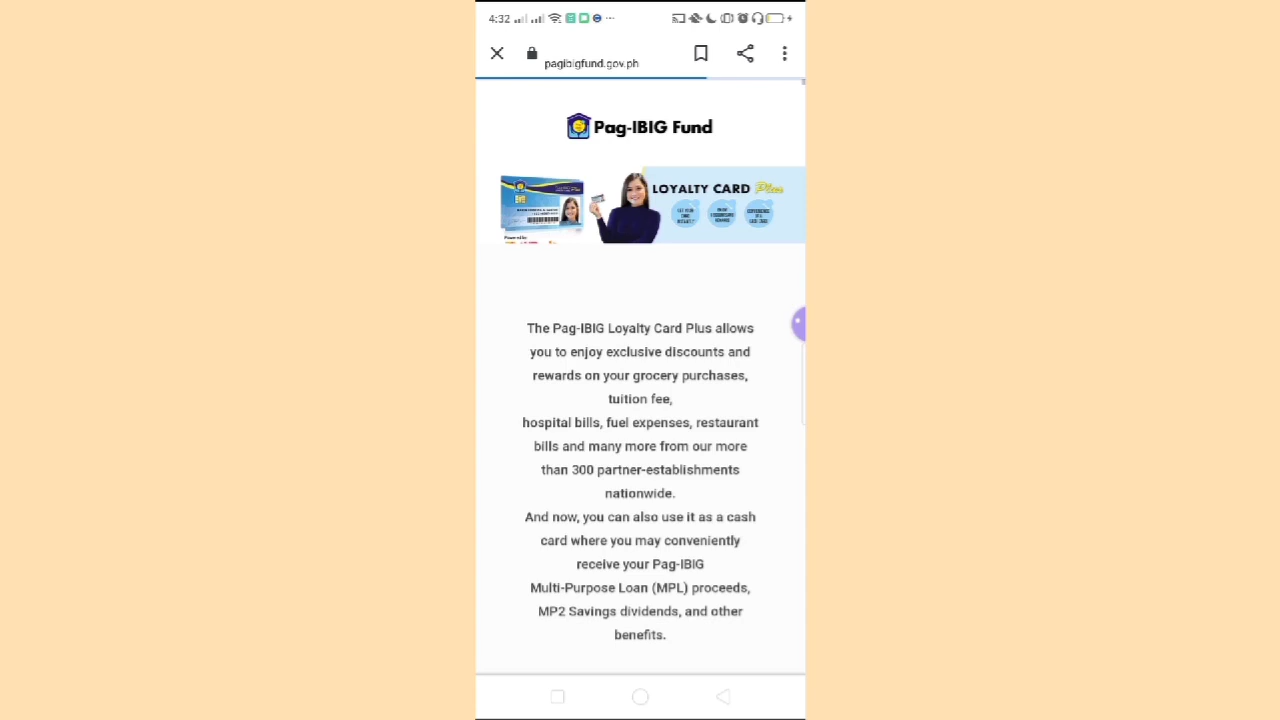 4:32
pagibigfund.gov.ph
Pag-IBIG Fund
LOYALTY CARD Plus
Powered by
The Pag-IBIG Loyalty Card Plus allows
you to enjoy exclusive discounts and
rewards on your grocery purchases,
tuition fee,
hospital bills, fuel expenses, restaurant
bills and many more from our more
than 300 partner-establishments
nationwide.
And now, you can also use it as a cash
card where you may conveniently
receive your Pag-IBIG
Multi-Purpose Loan (MPL) proceeds,
MP2 Savings dividends, and other
benefits.